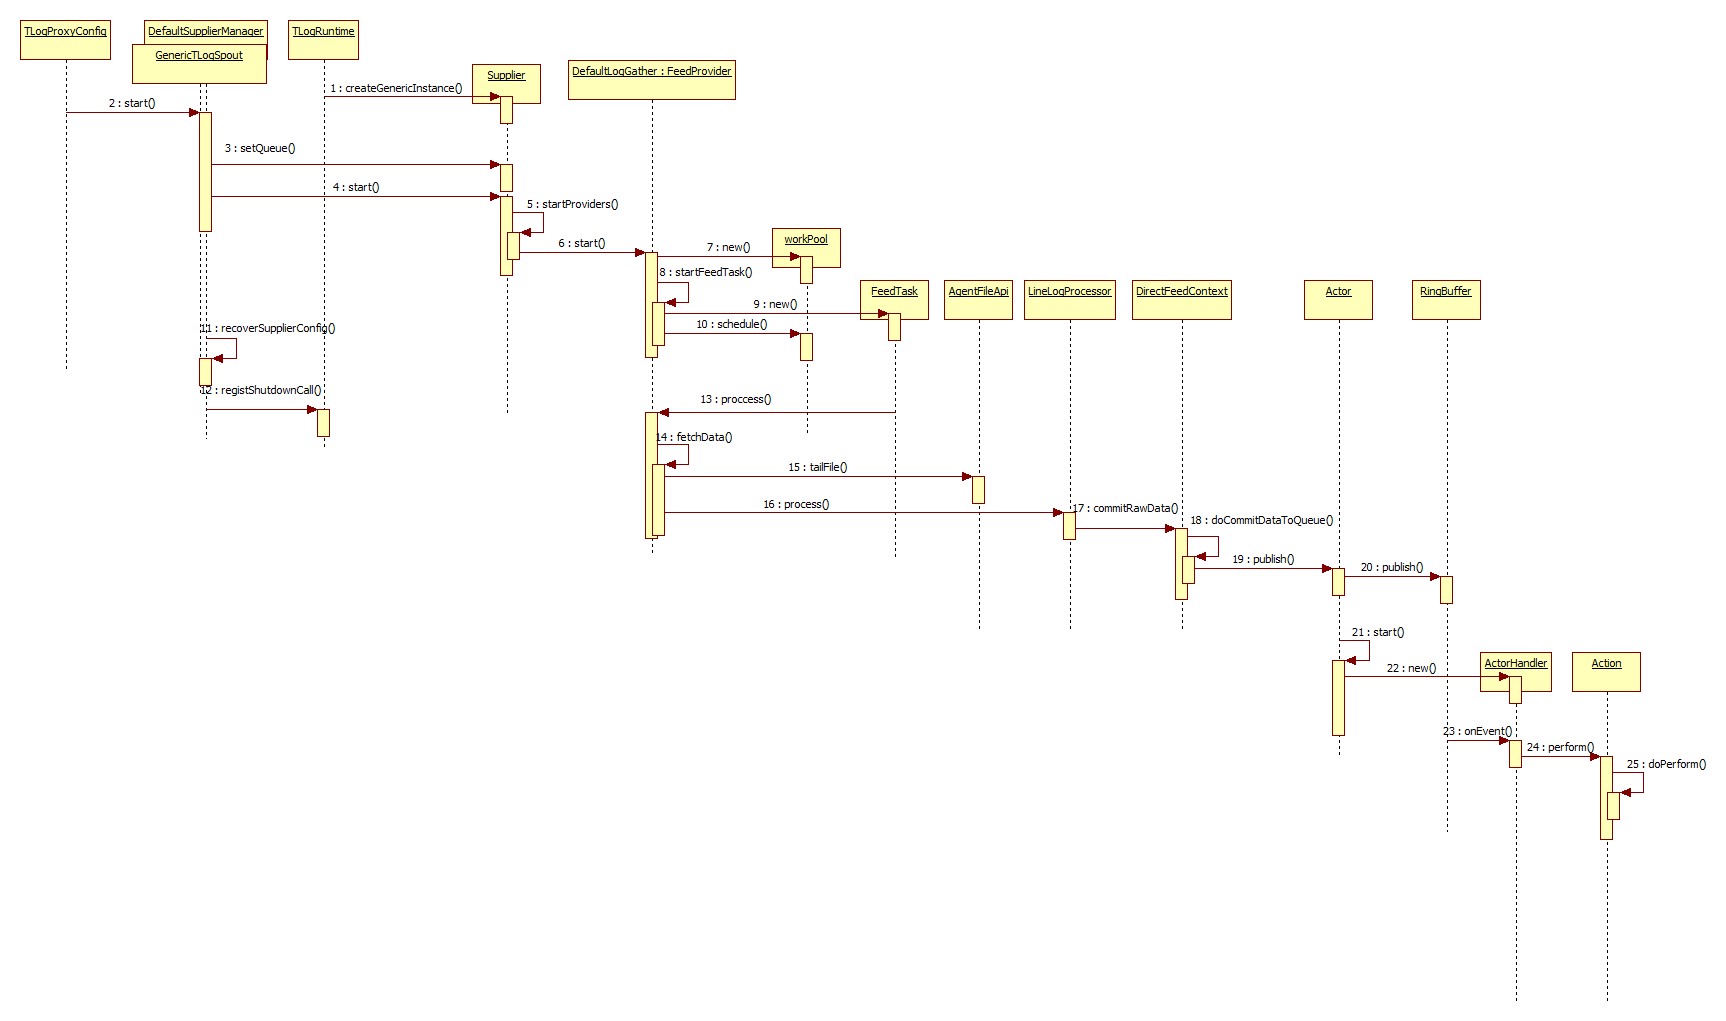 TLogProxyConfig
DefaultSupplierManager
TLogRuntime
GenericTLogSpout
Supplier
DefaultLogGather : FeedProvider
1 : createGenericInstance()
2 : start()
3 : setQueue()
4 : start()
5 : startProviders()
6 : start()
7 : new()
workPool
8 : startFeedTask()
FeedTask
AgentFileApi
LineLogProcessor
DirectFeedContext
Actor
RingBuffer
9 : new()
10 : schedule()
11 : recoverSupplierConfig()
12 : registShutdownCall()
13 : proccess()
14 : fetchData()
15 : tailFile()
16 : process()
17 : commitRawData()
18 : doCommitDataToQueue()
19 : publish()
20 : publish()
21 : start()
22 : new()
ActorHandler
Action
23 : onEvent()
24 : perform()
25 : doPerform()